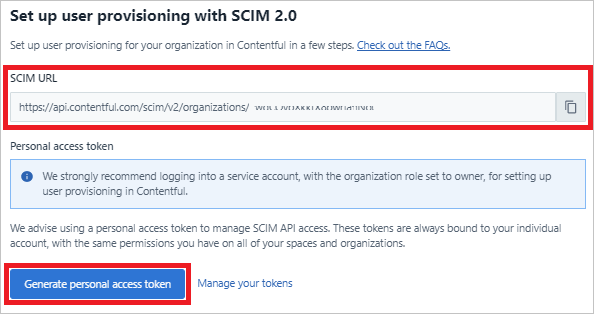 Set up user provisioning with SCIM 2.0
Set up user provisioning for your organization in Contentful in a few steps. Check out the FAQs.
SCIM URL
https://api.contentful.com/scim/v2/organizations/
Personal access token
We strongly recommend logging into a service account, with the organization role set to owner, for setting up
user provisioning in Contentful.
We advise using a personal access token to manage SCIM API access. These tokens are always bound to your individual
account, with the same permissions you have on all of your spaces and organizations.
Generate personal access token Manage your tokens